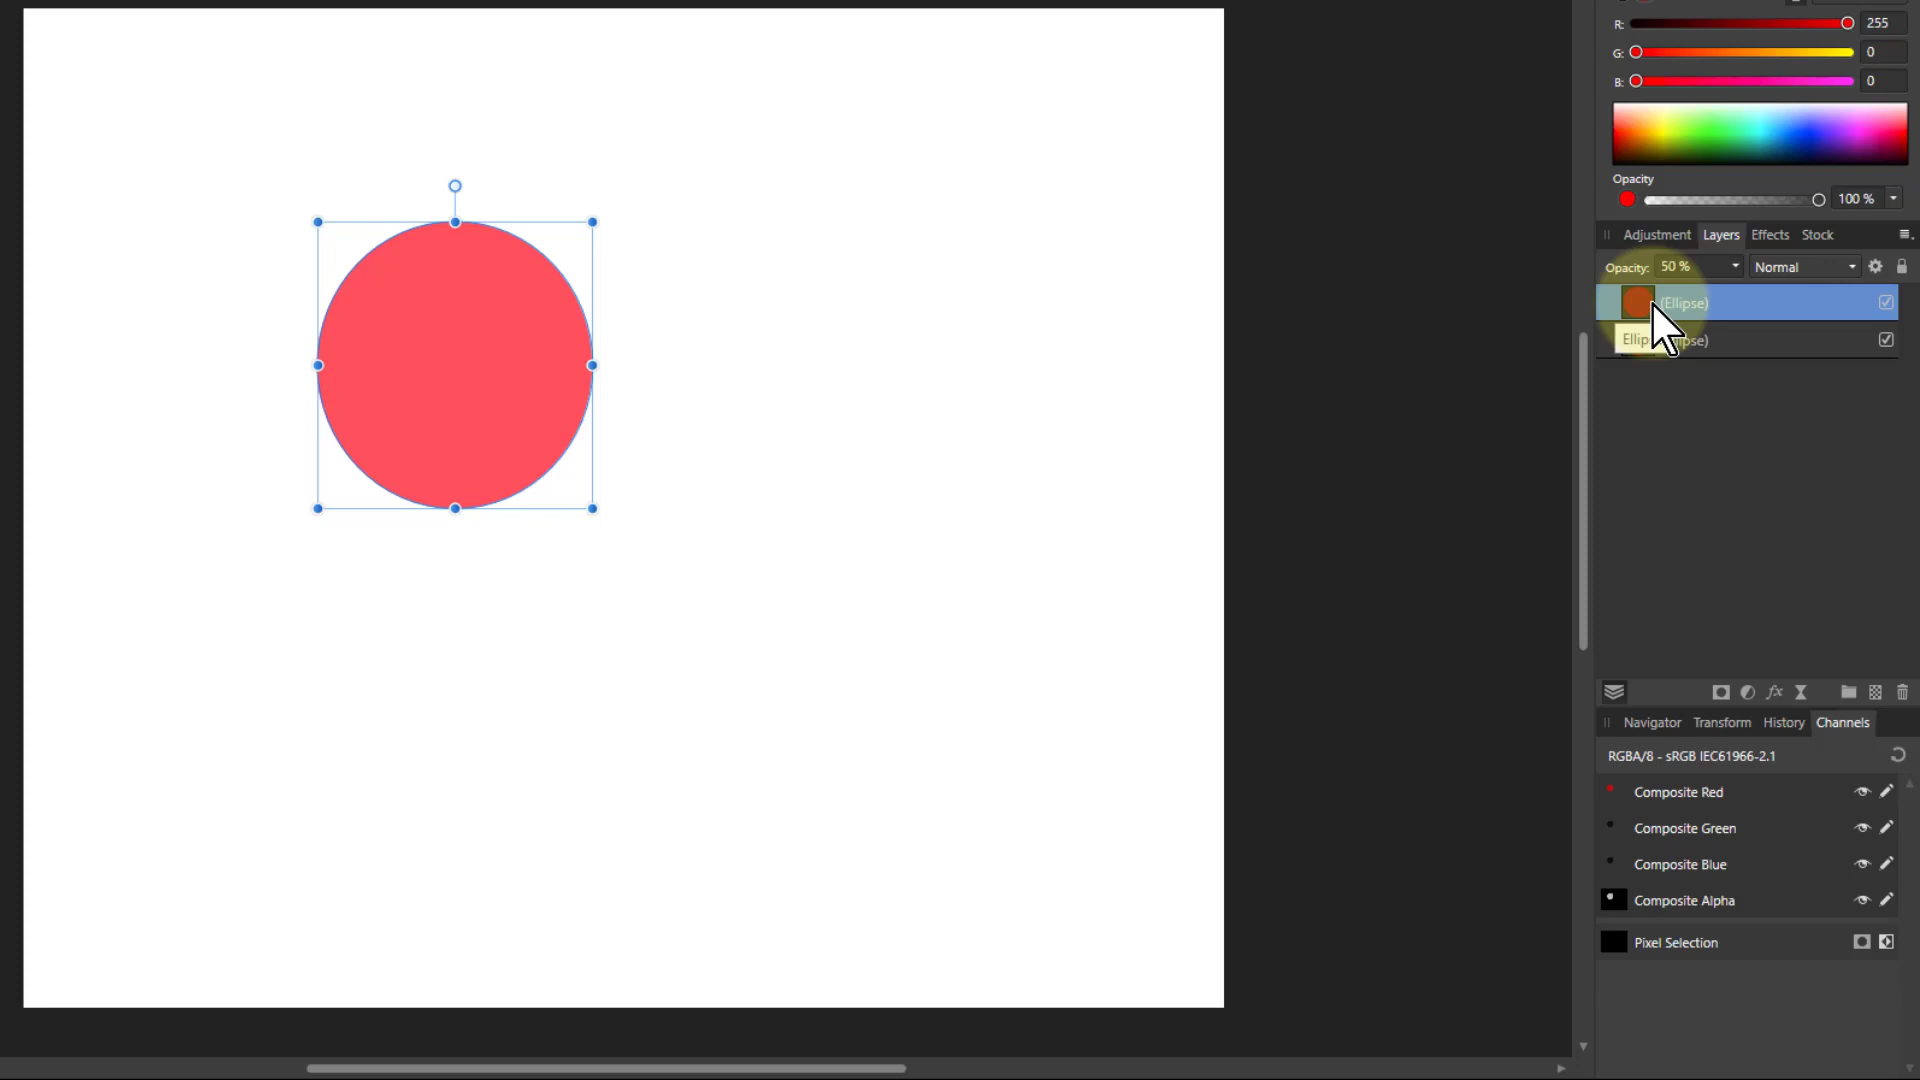 R: 255
G: 0
B: 0
Opacity
100 %
Adjustment Layers Effects Stock
Opacity: 50 % Normal
(Ellipse)
Navigator Transform History Channels
RGBA/8 - sRGB IEC61966-2.1
Composite Red
Composite Green
Composite Blue
Composite Alpha
Pixel Selection